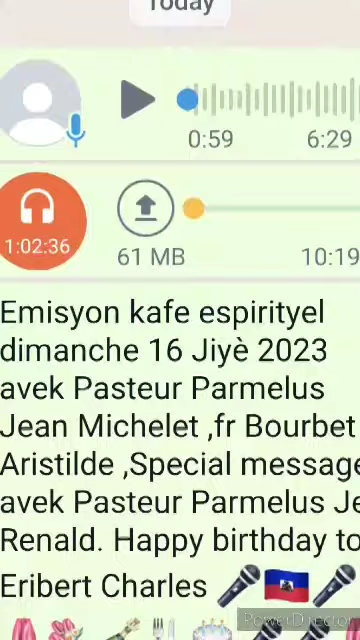 Today
0:59 6:29
1:02:36
61 MB 10:19
Emisyon kafe espirityel
dimanche 16 Jiyè 2023
avek Pasteur Parmelus
Jean Michelet ,fr Bourbet
Aristilde ,Special message
avek Pasteur Parmelus Je
Renald. Happy birthday to
Eribert Charles
PowerDirector